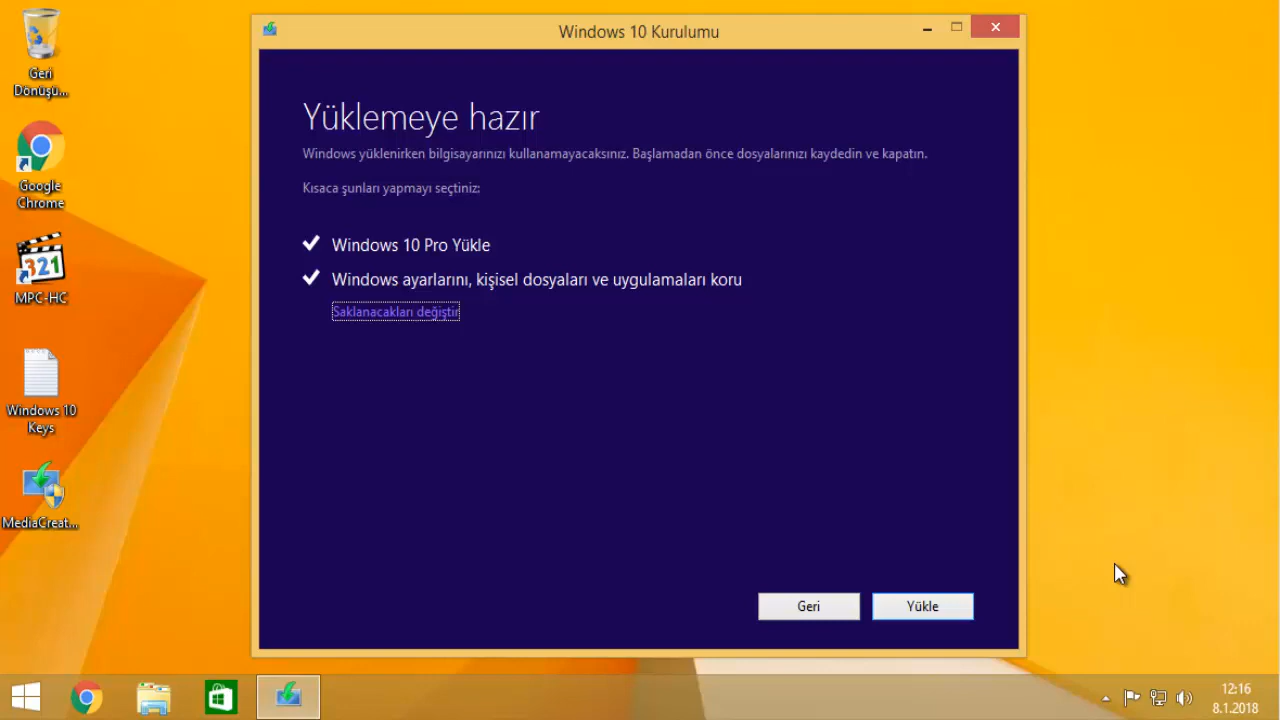 Windows 10 Kurulumu
Yüklemeye hazır
Windows yüklenirken bilgisayarınızı kullanamayacaksınız. Başlamadan önce dosyalarınızı kaydedin ve kapatın.
Kısaca şunları yapmayı seçtiniz:
Windows 10 Pro Yükle
Windows ayarlarını, kişisel dosyaları ve uygulamaları koru
Saklanacakları değiştir
Geri
Yükle
Geri
Dönüşü...
Google
Chrome
321
MPC-HC
Windows 10
Keys
MediaCreat...
12:16
8.1.2018